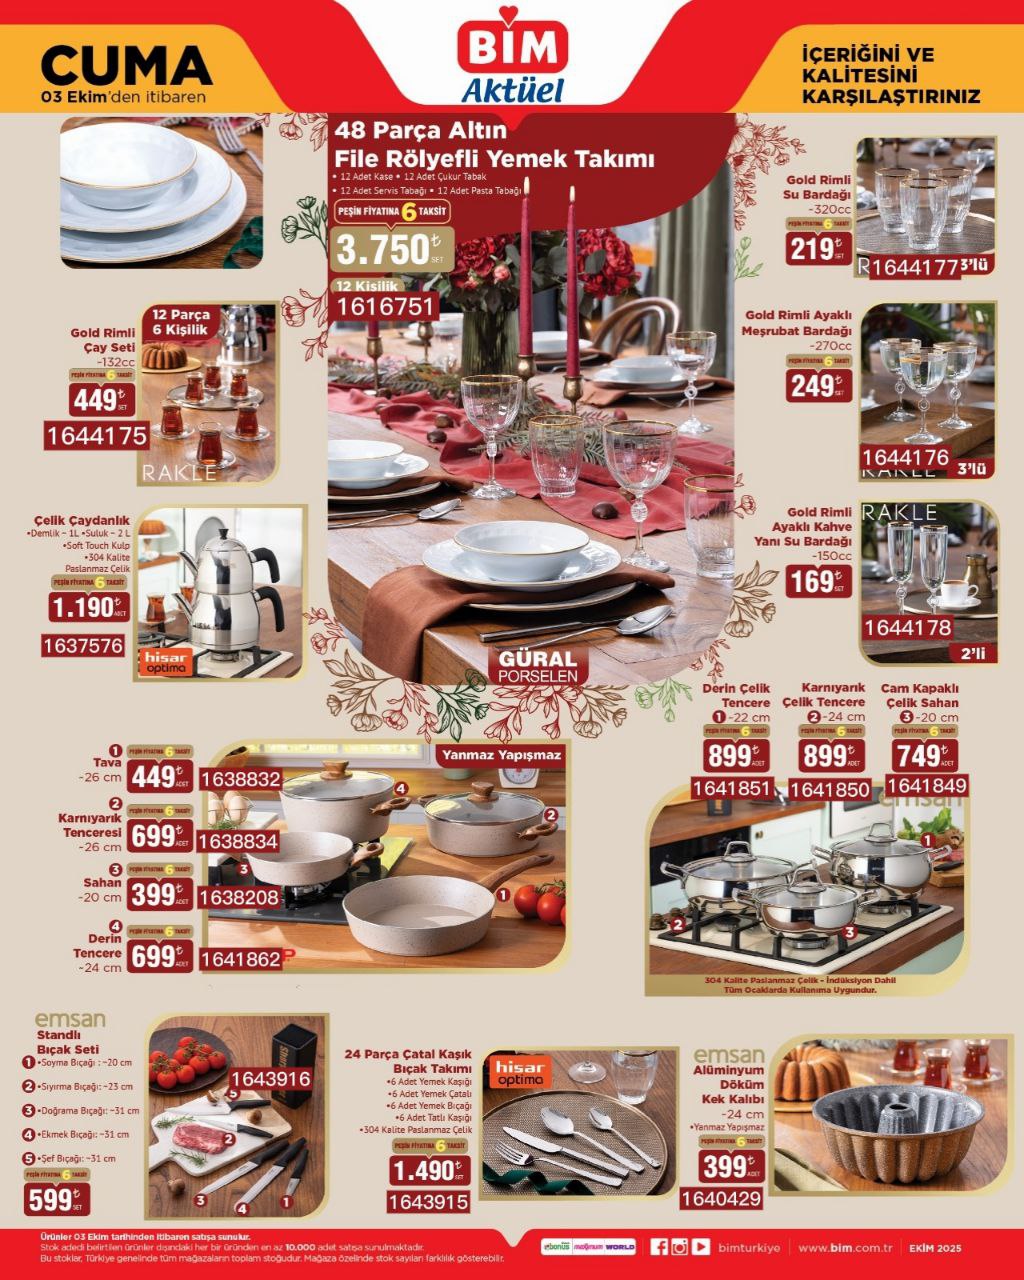 CUMA
03 Ekim'den itibaren
BİM
Aktüel
İÇERİĞİNİ VE
KALİTESİNİ
KARŞILAŞTIRINIZ
48 Parça Altın
File Rölyefli Yemek Takımı
• 12 Adet Kase • 12 Adet Çukur Tabak
• 12 Adet Servis Tabağı • 12 Adet Pasta Tabağı
PEŞİN FİYATINA 6 TAKSİT
3.750₺ SET
12 Kişilik
1616751
GÜRAL
PORSELEN
Gold Rimli
Su Bardağı
~320cc
PEŞİN FİYATINA 6 TAKSİT
219₺ SET
1644177
3'lü
12 Parça
6 Kişilik
Gold Rimli
Çay Seti
~132cc
PEŞİN FİYATINA 6 TAKSİT
449₺ SET
1644175
RAKLE
Gold Rimli Ayaklı
Meşrubat Bardağı
~270cc
PEŞİN FİYATINA 6 TAKSİT
249₺ SET
1644176
RAKLE
3'lü
Çelik Çaydanlık
•Demlik ~ 1L •Suluk ~ 2 L
•Soft Touch Kulp
•304 Kalite
Paslanmaz Çelik
PEŞİN FİYATINA 6 TAKSİT
1.190₺ ADET
1637576
hisar
optima
Gold Rimli
Ayaklı Kahve
Yanı Su Bardağı
~150cc
169₺ SET
RAKLE
1644178
2'li
Derin Çelik
Tencere
1 ~22 cm
PEŞİN FİYATINA 6 TAKSİT
899₺ ADET
1641851
Karnıyarık
Çelik Tencere
2 ~24 cm
PEŞİN FİYATINA 6 TAKSİT
899₺ ADET
1641850
Cam Kapaklı
Çelik Sahan
3 ~20 cm
PEŞİN FİYATINA 6 TAKSİT
749₺ ADET
1641849
emsan
1
2
3
304 Kalite Paslanmaz Çelik - İndüksiyon Dahil
Tüm Ocaklarda Kullanıma Uygundur.
Yanmaz Yapışmaz
1
Tava
~26 cm
PEŞİN FİYATINA 6 TAKSİT
449₺ ADET
1638832
2
Karnıyarık
Tenceresi
~26 cm
PEŞİN FİYATINA 6 TAKSİT
699₺ ADET
1638834
3
Sahan
~20 cm
PEŞİN FİYATINA 6 TAKSİT
399₺ ADET
1638208
4
Derin
Tencere
~24 cm
PEŞİN FİYATINA 6 TAKSİT
699₺ ADET
1641862
P
4
2
3
1
emsan
Standlı
Bıçak Seti
1 •Soyma Bıçağı : ~20 cm
2 •Sıyırma Bıçağı: ~23 cm
3 •Doğrama Bıçağı: ~31 cm
4 •Ekmek Bıçağı: ~31 cm
5 •Şef Bıçağı: ~31 cm
PEŞİN FİYATINA 6 TAKSİT
599₺ SET
1643916
5
2
3
4
1
24 Parça Çatal Kaşık
Bıçak Takımı
•6 Adet Yemek Kaşığı
•6 Adet Yemek Çatalı
•6 Adet Yemek Bıçağı
•6 Adet Tatlı Kaşığı
•304 Kalite Paslanmaz Çelik
PEŞİN FİYATINA 6 TAKSİT
1.490₺ SET
1643915
hisar
optima
emsan
Alüminyum
Döküm
Kek Kalıbı
~24 cm
•Yanmaz Yapışmaz
PEŞİN FİYATINA 6 TAKSİT
399₺ ADET
1640429
Ürünler 03 Ekim tarihinden itibaren satışa sunulur.
Stok adedi belirtilen ürünler dışındaki her bir üründen en az 10.000 adet satışa sunulmaktadır.
Bu stoklar, Türkiye genelinde tüm mağazaların toplam stoğudur. Mağaza özelinde stok sayıları farklılık gösterebilir.
bonus maximum WORLD
bimturkiye
www.bim.com.tr
EKİM 2025